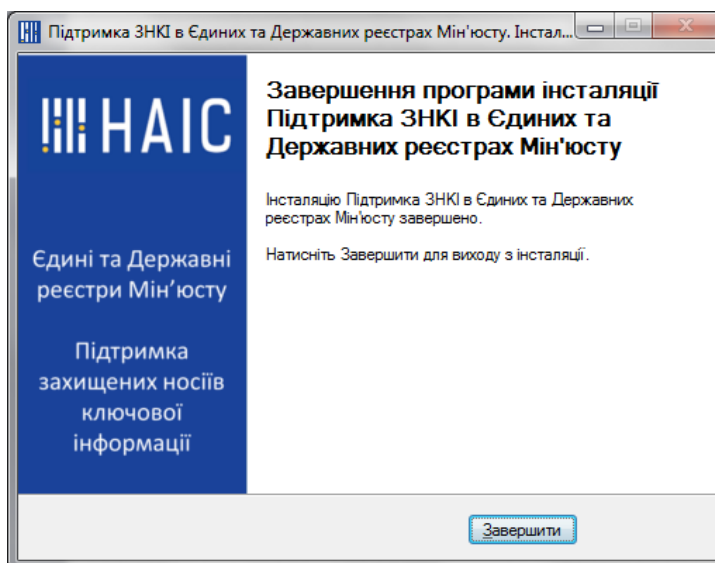 Підтримка ЗНКІ в Єдиних та Державних реєстрах Мін'юсту. Інстал...
НАІС
Єдині та Державні
реєстри Мін’юсту
Підтримка
захищених носіїв
ключової
інформації
Завершення програми інсталяції
Підтримка ЗНКІ в Єдиних та
Державних реєстрах Мін'юсту
Інсталяцію Підтримка ЗНКІ в Єдиних та Державних
реєстрах Мін'юсту завершено.
Натисніть Завершити для виходу з інсталяції.
Завершити